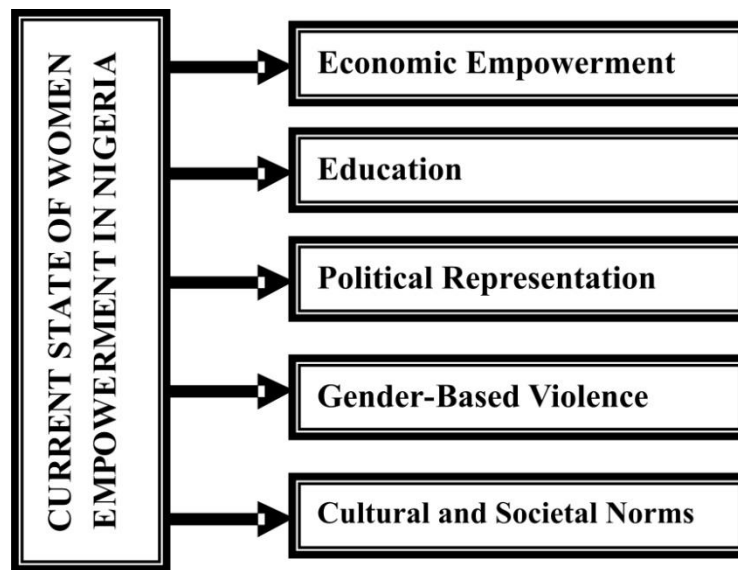 CURRENT STATE OF WOMEN
EMPOWERMENT IN NIGERIA
Economic Empowerment
Education
Political Representation
Gender-Based Violence
Cultural and Societal Norms